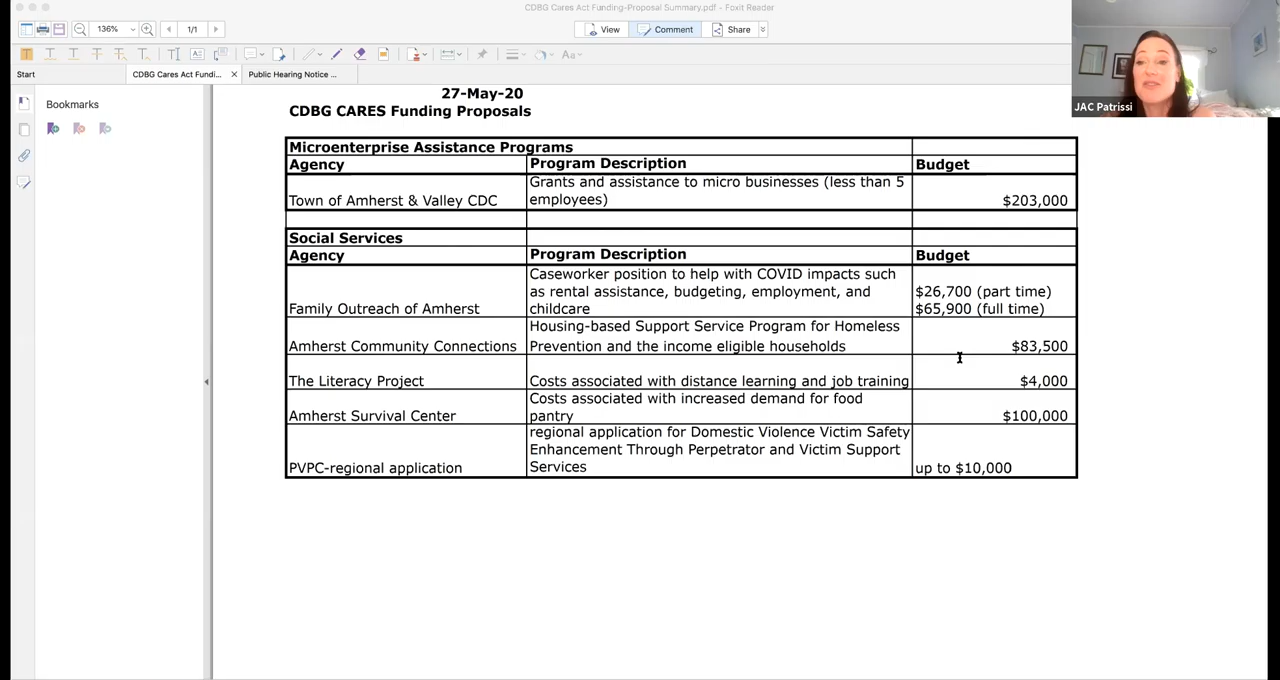 CDBG Cares Act Funding-Proposal Summary.pdf - Foxit Reader
136%
1/1
View
Comment
Share
Start
CDBG Cares Act Fundi...
Public Hearing Notice ...
JAC Patrissi
Bookmarks
27-May-20
CDBG CARES Funding Proposals
Microenterprise Assistance Programs
Agency Program Description Budget
Town of Amherst & Valley CDC Grants and assistance to micro businesses (less than 5 employees) $203,000
Social Services
Agency Program Description Budget
Family Outreach of Amherst Caseworker position to help with COVID impacts such as rental assistance, budgeting, employment, and childcare $26,700 (part time) $65,900 (full time)
Amherst Community Connections Housing-based Support Service Program for Homeless Prevention and the income eligible households $83,500
The Literacy Project Costs associated with distance learning and job training $4,000
Amherst Survival Center Costs associated with increased demand for food pantry $100,000
PVPC-regional application regional application for Domestic Violence Victim Safety Enhancement Through Perpetrator and Victim Support Services up to $10,000